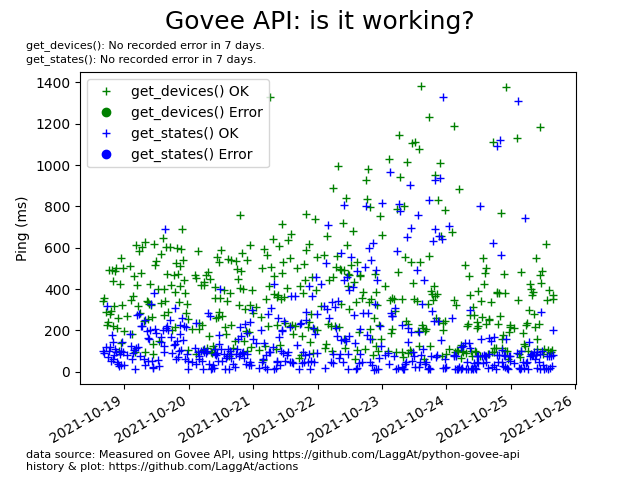 Govee API: is it working?
get_devices(): No recorded error in 7 days.
get_states(): No recorded error in 7 days.
get_devices() OK
get_devices() Error
get_states() OK
get_states() Error
Ping (ms)
1400
1200
1000
800
600
400
200
0
2021-10-19
2021-10-20
2021-10-21
2021-10-22
2021-10-23
2021-10-24
2021-10-25
2021-10-26
data source: Measured on Govee API, using https://github.com/LaggAt/python-govee-api
history & plot: https://github.com/LaggAt/actions